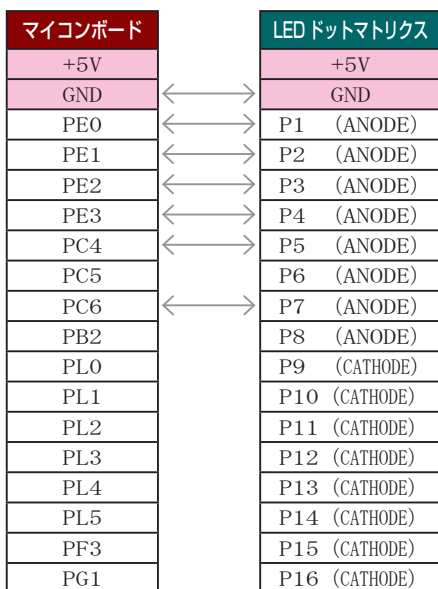 マイコンボード LED ドットマトリクス
+5V +5V
GND GND
PE0 P1 (ANODE)
PE1 P2 (ANODE)
PE2 P3 (ANODE)
PE3 P4 (ANODE)
PC4 P5 (ANODE)
PC5 P6 (ANODE)
PC6 P7 (ANODE)
PB2 P8 (ANODE)
PL0 P9 (CATHODE)
PL1 P10 (CATHODE)
PL2 P11 (CATHODE)
PL3 P12 (CATHODE)
PL4 P13 (CATHODE)
PL5 P14 (CATHODE)
PF3 P15 (CATHODE)
PG1 P16 (CATHODE)